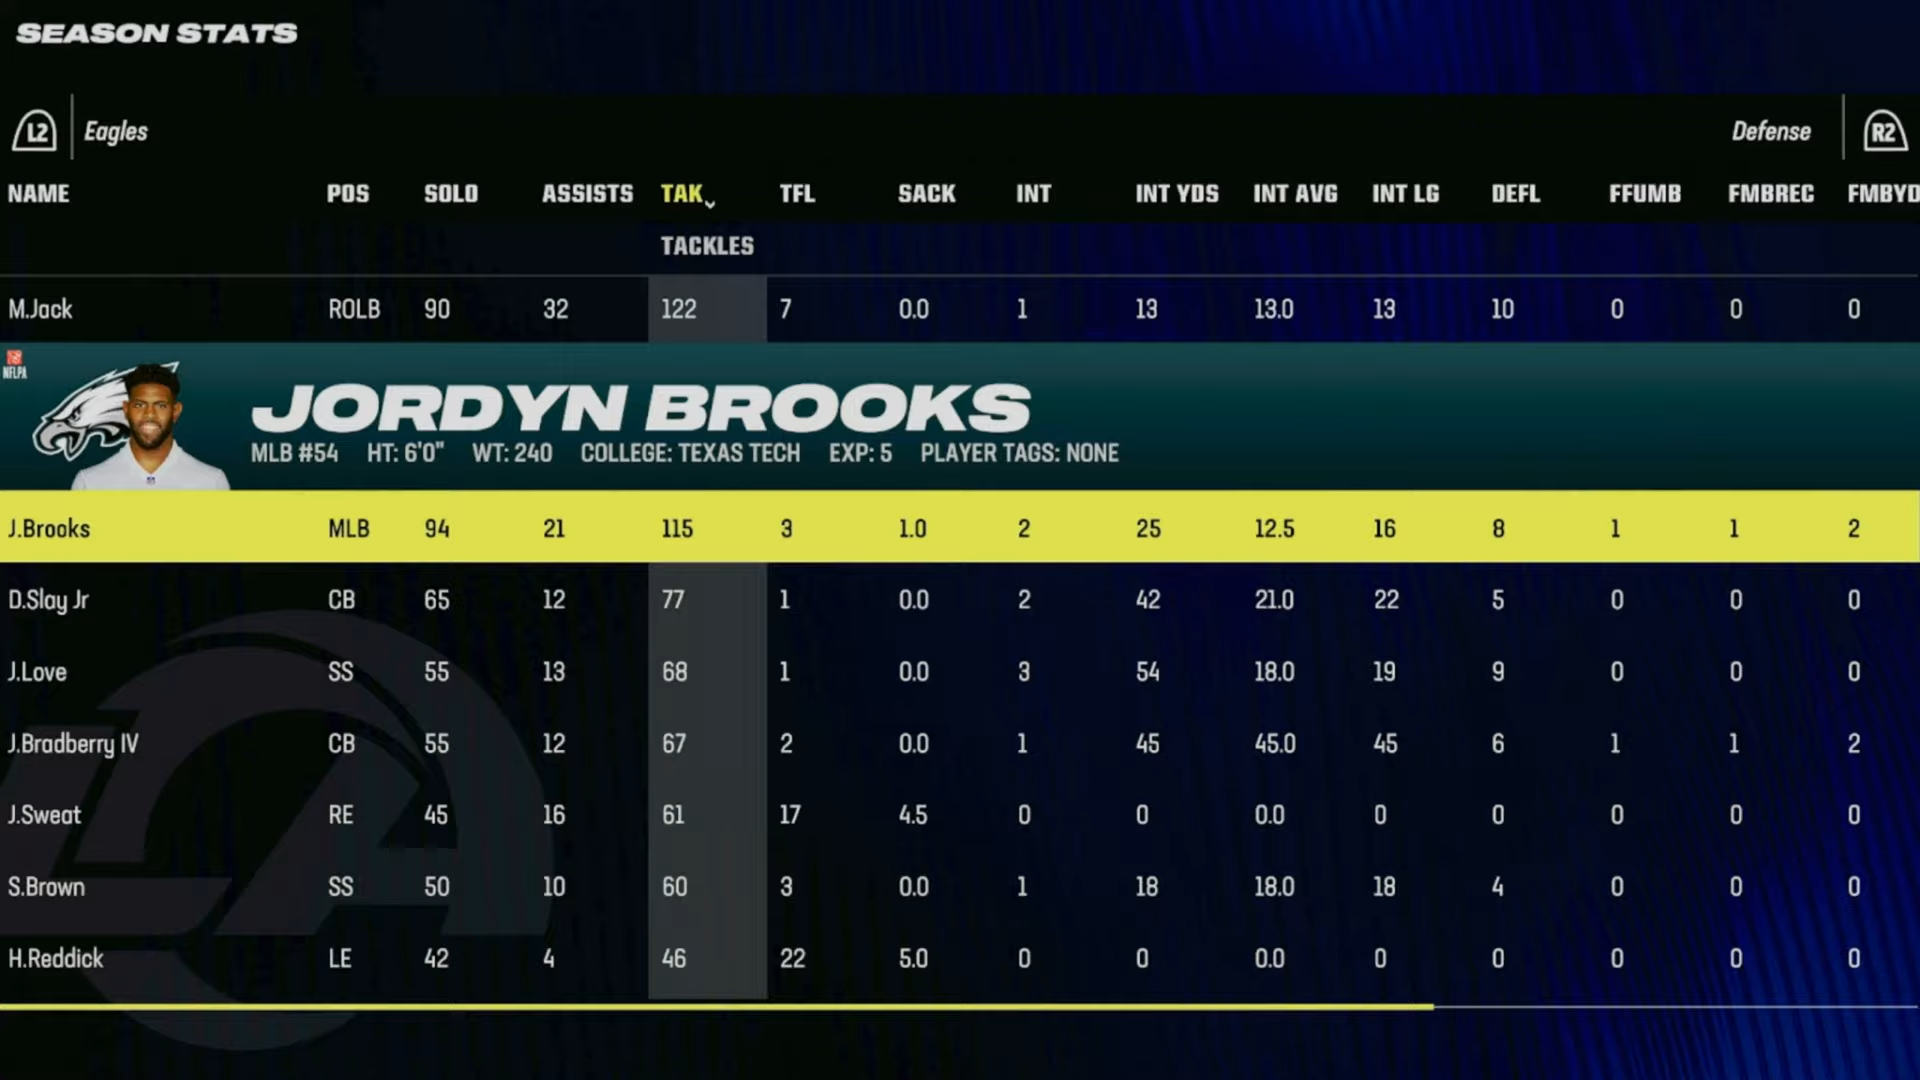 SEASON STATS
L2 Eagles Defense R2
NAME POS SOLO ASSISTS TAK TFL SACK INT INT YDS INT AVG INT LG DEFL FFUMB FMBREC FMBYD
TACKLES
M.Jack ROLB 90 32 122 7 0.0 1 13 13.0 13 10 0 0 0
NFLPA
JORDYN BROOKS
MLB #54 HT: 6'0" WT: 240 COLLEGE: TEXAS TECH EXP: 5 PLAYER TAGS: NONE
J.Brooks MLB 94 21 115 3 1.0 2 25 12.5 16 8 1 1 2
D.Slay Jr CB 65 12 77 1 0.0 2 42 21.0 22 5 0 0 0
J.Love SS 55 13 68 1 0.0 3 54 18.0 19 9 0 0 0
J.Bradberry IV CB 55 12 67 2 0.0 1 45 45.0 45 6 1 1 2
J.Sweat RE 45 16 61 17 4.5 0 0 0.0 0 0 0 0 0
S.Brown SS 50 10 60 3 0.0 1 18 18.0 18 4 0 0 0
H.Reddick LE 42 4 46 22 5.0 0 0 0.0 0 0 0 0 0